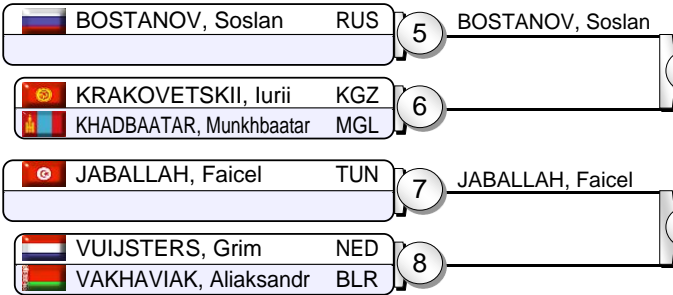 BOSTANOV, Soslan RUS
5
BOSTANOV, Soslan
KRAKOVETSKII, Iurii KGZ
KHADBAATAR, Munkhbaatar MGL
6
JABALLAH, Faicel TUN
7
JABALLAH, Faicel
VUIJSTERS, Grim NED
VAKHAVIAK, Aliaksandr BLR
8